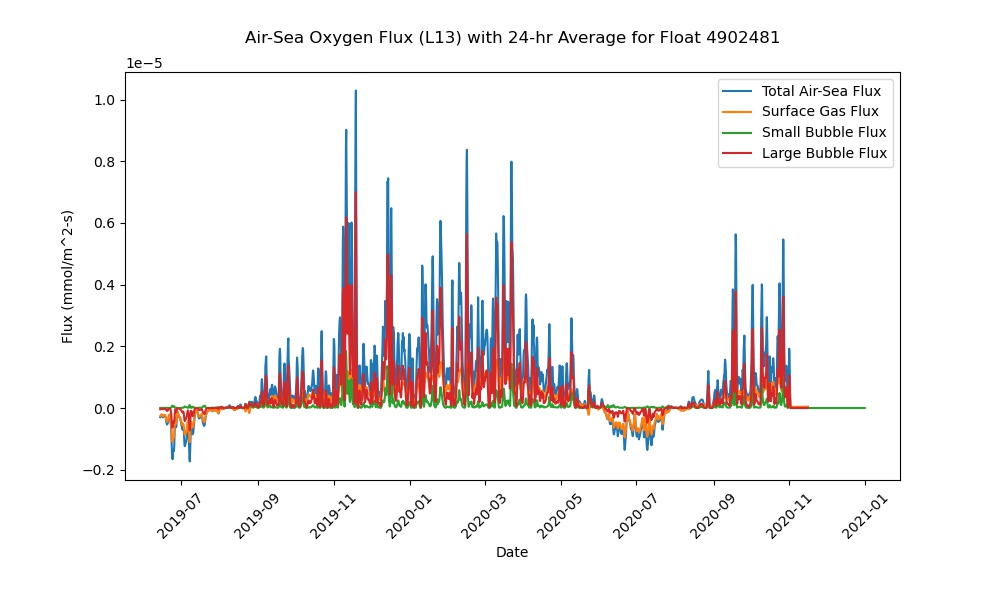 Air-Sea Oxygen Flux (L13) with 24-hr Average for Float 4902481
1e−5
Total Air-Sea Flux
Surface Gas Flux
Small Bubble Flux
Large Bubble Flux
1.0
0.8
0.6
0.4
0.2
0.0
−0.2
Flux (mmol/m^2-s)
2019-07
2019-09
2019-11
2020-01
2020-03
2020-05
2020-07
2020-09
2020-11
2021-01
Date